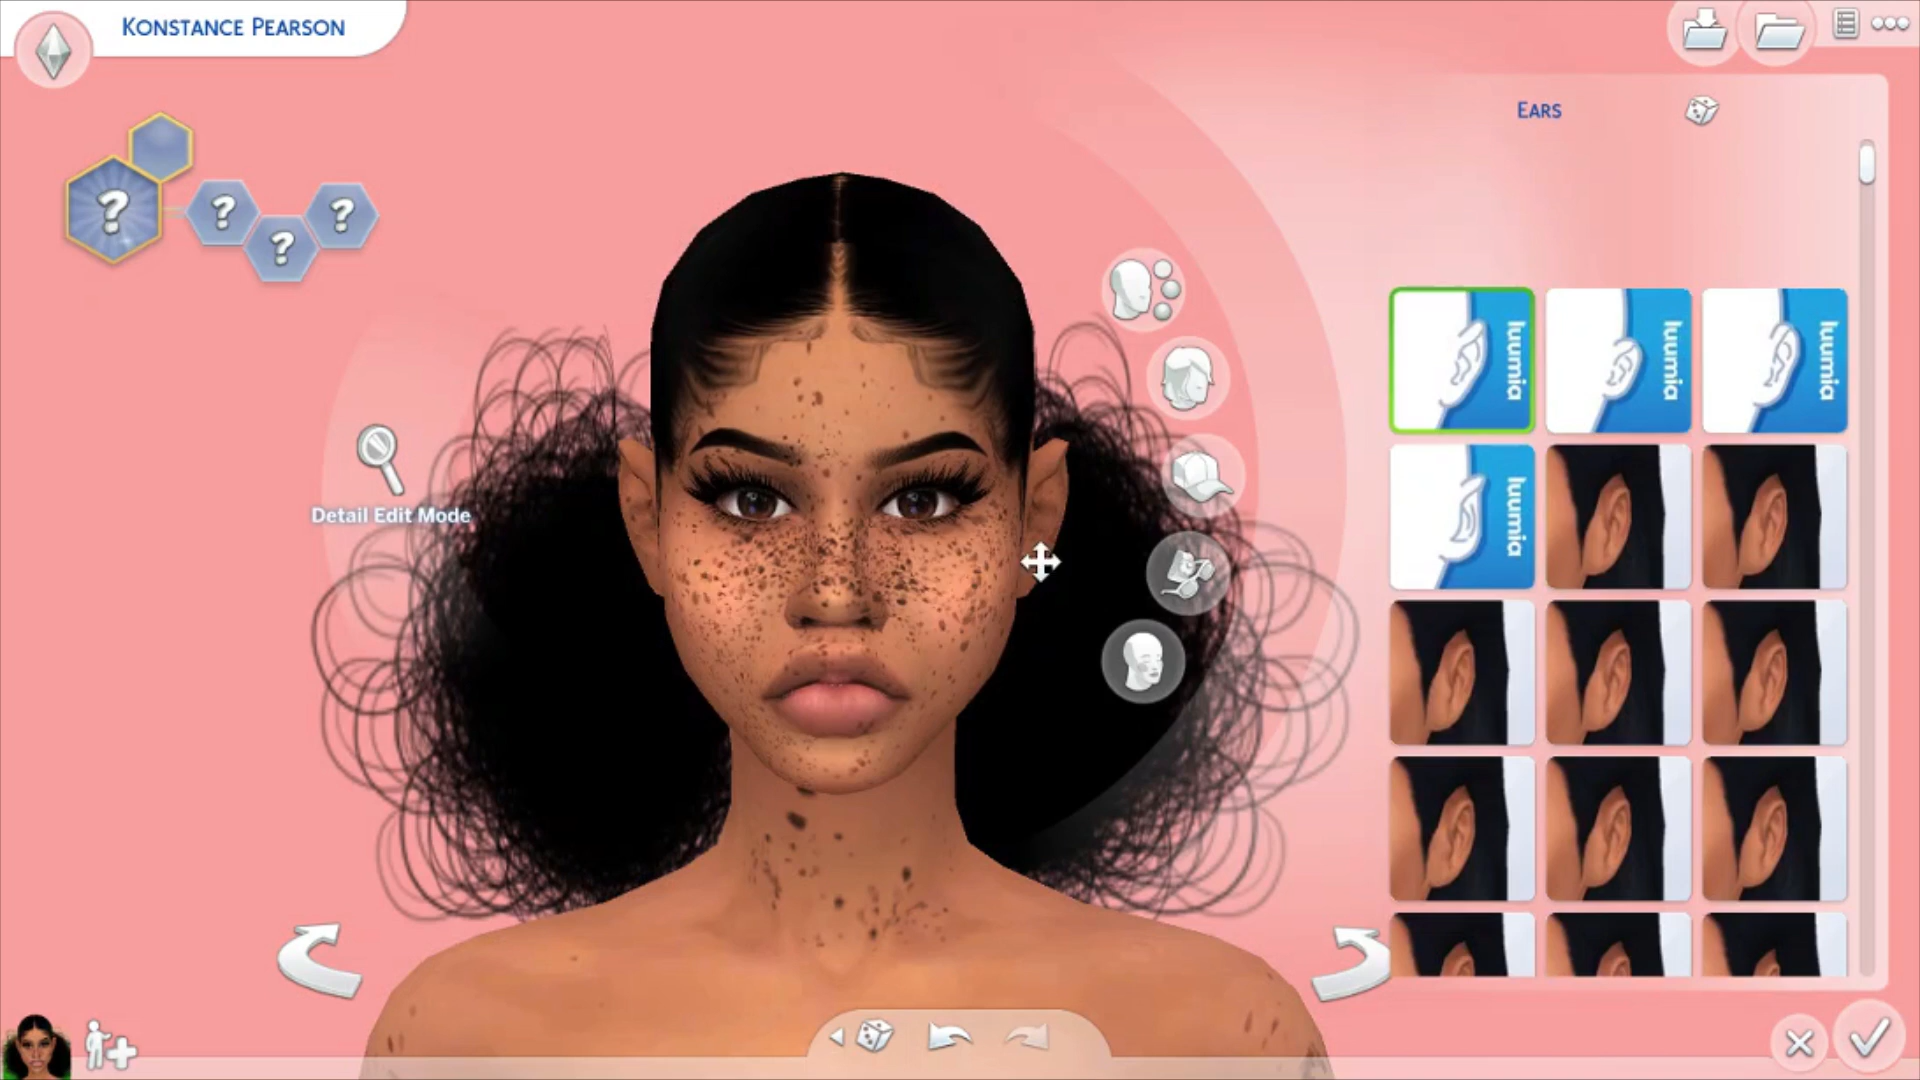 KONSTANCE PEARSON
EARS
luumia
luumia
luumia
luumia
Detail Edit Mode
?
?
?
?